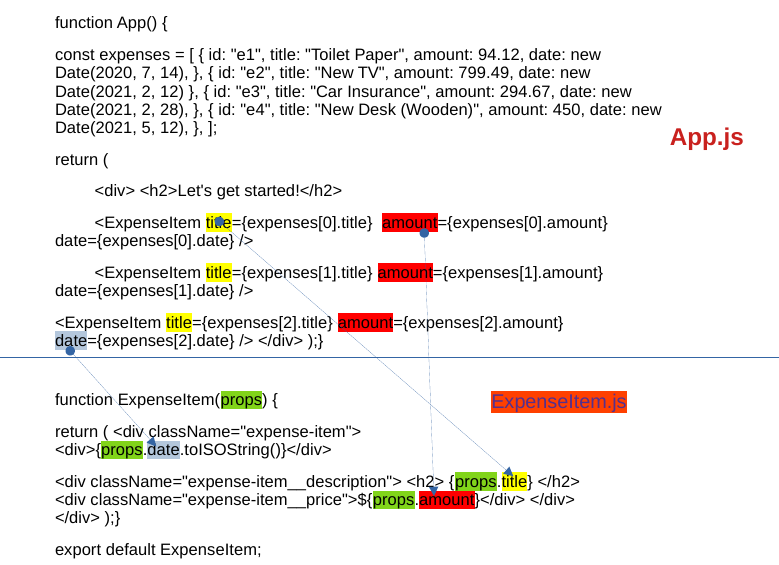 function App() {
const expenses = [ { id: "e1", title: "Toilet Paper", amount: 94.12, date: new
Date(2020, 7, 14), }, { id: "e2", title: "New TV", amount: 799.49, date: new
Date(2021, 2, 12) }, { id: "e3", title: "Car Insurance", amount: 294.67, date: new
Date(2021, 2, 28), }, { id: "e4", title: "New Desk (Wooden)", amount: 450, date: new
Date(2021, 5, 12), }, ];
App.js
return (
<div> <h2>Let's get started!</h2>
<ExpenseItem title={expenses[0].title} amount={expenses[0].amount}
date={expenses[0].date} />
<ExpenseItem title={expenses[1].title} amount={expenses[1].amount}
date={expenses[1].date} />
<ExpenseItem title={expenses[2].title} amount={expenses[2].amount}
date={expenses[2].date} /> </div> );}
function ExpenseItem(props) {
ExpenseItem.js
return ( <div className="expense-item">
<div>{props.date.toISOString()}</div>
<div className="expense-item__description"> <h2> {props.title} </h2>
<div className="expense-item__price">${props.amount}</div> </div>
</div> );}
export default ExpenseItem;